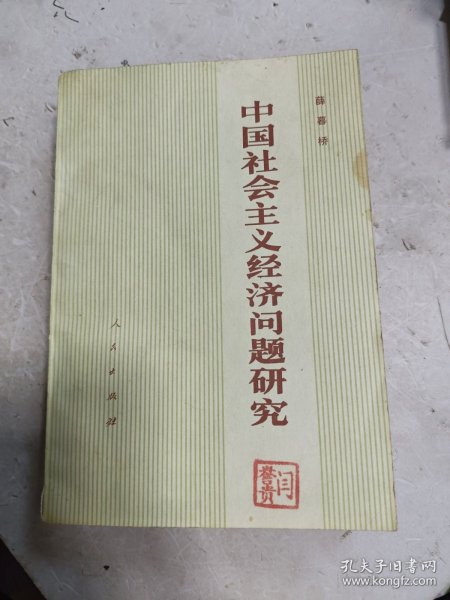 薛暮桥
中国社会主义经济问题研究
人民出版社
闫
孔夫子旧书网
www.kongfz.com